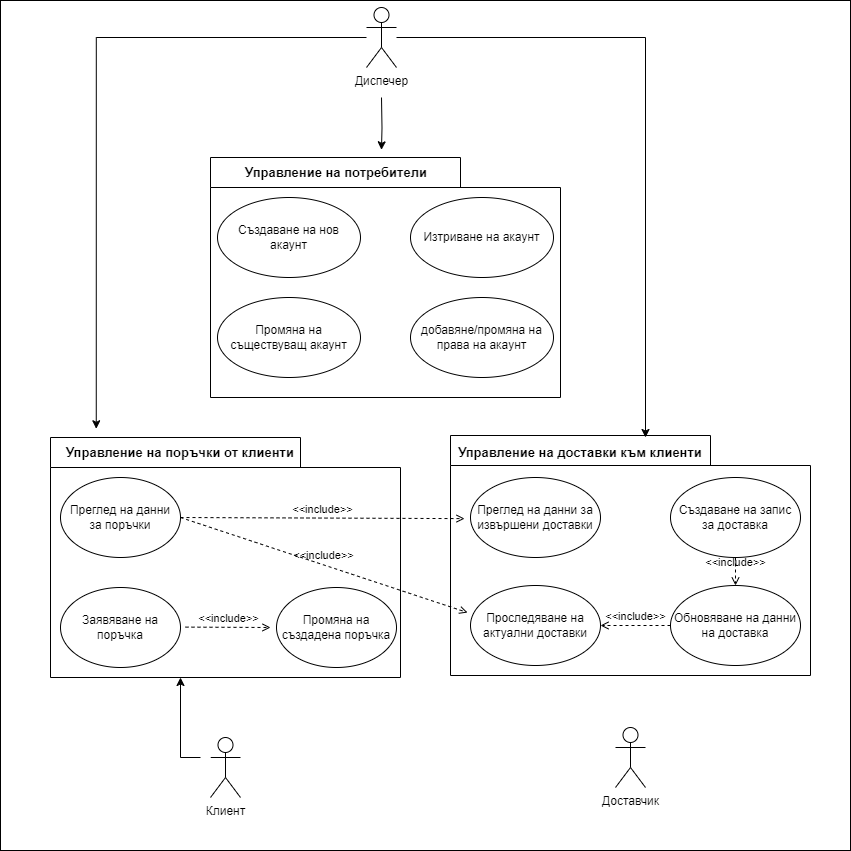 Диспечер
Управление на потребители
Създаване на нов
акаунт
Изтриване на акаунт
Промяна на
съществуващ акаунт
добавяне/промяна на
права на акаунт
Управление на поръчки от клиенти
Преглед на данни
за поръчки
<<include>>
<<include>>
Заявяване на
поръчка
<<include>>
Промяна на
създадена поръчка
Управление на доставки към клиенти
Преглед на данни за
извършени доставки
Създаване на запис
за доставка
<<include>>
Проследяване на
актуални доставки
<<include>>
Обновяване на данни
на доставка
Клиент
Доставчик